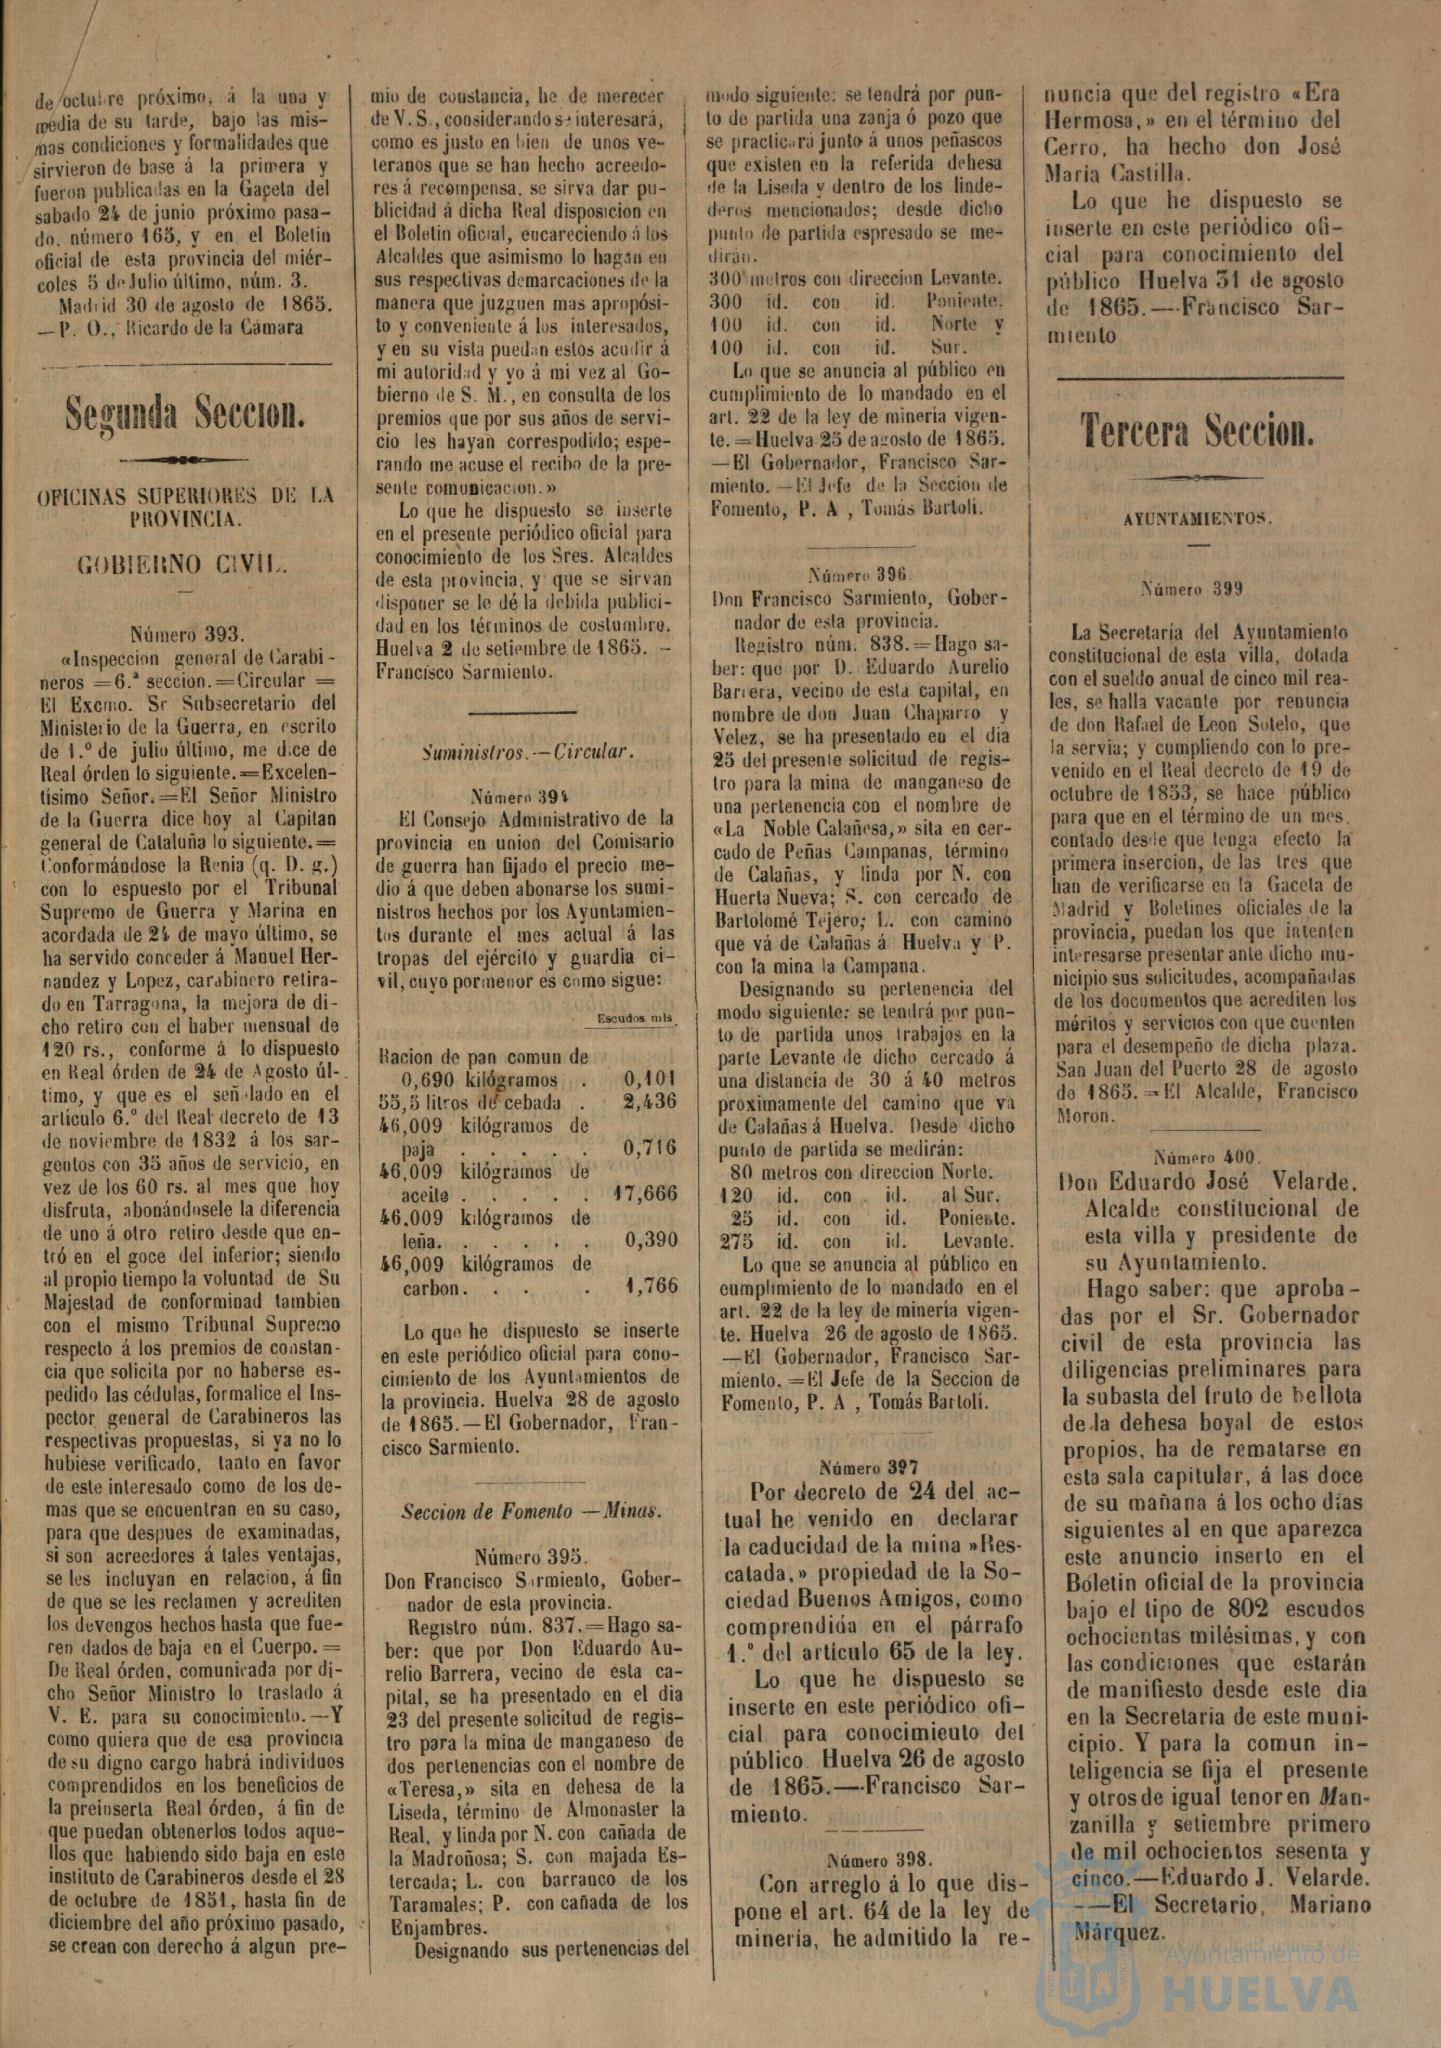 de octubre próximo, á la una y
media de su tarde, bajo las mis-
mas condiciones y formalidades que
sirvieron de base á la primera y
fueron publicadas en la Gaceta del
sabado 24 de junio próximo pasa-
do, número 165, y en el Boletin
oficial de esta provincia del miér-
coles 5 de Julio último, núm. 3.
Madrid 30 de agosto de 1865.
—P. O., Ricardo de la Cámara
Segunda Seccion.
OFICINAS SUPERIORES DE LA
PROVINCIA.
GOBIERNO CIVIL.
Número 393.
«Inspeccion general de Carabi-
neros=6.ª seccion.=Circular=
El Excmo. Sr Subsecretario del
Ministerio de la Guerra, en escrito
de 1.º de julio último, me dice de
Real órden lo siguiente.=Excelen-
tísimo Señor.=El Señor Ministro
de la Guerra dice hoy al Capitan
general de Cataluña lo siguiente.=
Conformándose la Renia (q. D. g.)
con lo espuesto por el Tribunal
Supremo de Guerra y Marina en
acordada de 24 de mayo último, se
ha servido conceder á Manuel Her-
nandez y Lopez, carabinero retira-
do en Tarragona, la mejora de di-
cho retiro con el haber mensual de
120 rs., conforme á lo dispuesto
en Real órden de 24 de Agosto úl-
timo, y que es el señalado en el
artículo 6.º del Real decreto de 13
de noviembre de 1832 á los sar-
gentos con 35 años de servicio, en
vez de los 60 rs. al mes que hoy
disfruta, abonándosele la diferencia
de uno á otro retiro desde que en-
tró en el goce del inferior; siendo
al propio tiempo la voluntad de Su
Majestad de conforminad tambien
con el mismo Tribunal Supremo
respecto á los premios de constan-
cia que solicita por no haberse es-
pedido las cédulas, formalice el Ins-
pector general de Carabineros las
respectivas propuestas, si ya no lo
hubiese verificado, tanto en favor
de este interesado como de los de-
mas que se encuentran en su caso,
para que despues de examinadas,
si son acreedores á tales ventajas,
se les incluyan en relacion, á fin
de que se les reclamen y acrediten
los devengos hechos hasta que fue-
ren dados de baja en el Cuerpo.=
De Real órden, comunicada por di-
cho Señor Ministro lo traslado á
V. E. para su conocimiento.—Y
como quiera que de esa provincia
de su digno cargo habrá individuos
comprendidos en los beneficios de
la preinserta Real órden, á fin de
que puedan obtenerlos todos aque-
llos que habiendo sido baja en este
instituto de Carabineros desde el 28
de octubre de 1851, hasta fin de
diciembre del año próximo pasado,
se crean con derecho á algun pre-
mio de constancia, he de merecer
de V. S., considerando se interesará,
como es justo en bien de unos ve-
teranos que se han hecho acreedo-
res á recompensa, se sirva dar pu-
blicidad á dicha Real disposicion en
el Boletin oficial, encareciendo á los
Alcaldes que asimismo lo hagan en
sus respectivas demarcaciones de la
manera que juzguen mas apropósi-
to y conveniente á los interesados,
y en su vista puedan estos acudir á
mi autoridad y yo á mi vez al Go-
bierno de S. M., en consulta de los
premios que por sus años de servi-
cio les hayan correspodido; espe-
rando me acuse el recibo de la pre-
sente comunicacion.»
Lo que he dispuesto se inserte
en el presente periódico oficial para
conocimiento de los Sres. Alcaldes
de esta provincia, y que se sirvan
disponer se le dé la debida publici-
dad en los términos de costumbre.
Huelva 2 de setiembre de 1865. -
Francisco Sarmiento.
Suministros.—Circular.
Número 394
El Consejo Administrativo de la
provincia en union del Comisario
de guerra han fijado el precio me-
dio á que deben abonarse los sumi-
nistros hechos por los Ayuntamien-
tos durante el mes actual á las
tropas del ejército y guardia ci-
vil, cuyo pormenor es como sigue:
Escudos mls.
Racion de pan comun de
0,690 kilógramos . 0,101
55,5 litros de cebada . 2,436
46,009 kilógramos de
paja . . . . . 0,716
46,009 kilógramos de
aceite . . . . . 17,666
46,009 kilógramos de
leña. . . . . . 0,390
46,009 kilógramos de
carbon. . . . 1,766
Lo que he dispuesto se inserte
en este periódico oficial para cono-
cimiento de los Ayuntamientos de
la provincia. Huelva 28 de agosto
de 1865.—El Gobernador, Fran-
cisco Sarmiento.
Seccion de Fomento —Minas.
Número 395.
Don Francisco Sarmiento, Gober-
nador de esta provincia.
Registro núm. 837.=Hago sa-
ber: que por Don Eduardo Au-
relio Barrera, vecino de esta ca-
pital, se ha presentado en el dia
23 del presente solicitud de regis-
tro para la mina de manganeso de
dos pertenencias con el nombre de
«Teresa,» sita en dehesa de la
Liseda, término de Almonaster la
Real, y linda por N. con cañada de
la Madroñosa; S. con majada Es-
tercada; L. con barranco de los
Taramales; P. con cañada de los
Enjambres.
Designando sus pertenencias del
modo siguiente: se tendrá por pun-
to de partida una zanja ó pozo que
se practicará junto á unos peñascos
que existen en la referida dehesa
de la Liseda y dentro de los linde-
deros mencionados; desde dicho
punto de partida espresado se me-
dirán.
300 metros con direccion Levante.
300 id. con id. Poniente.
100 id. con id. Norte y
100 id. con id. Sur.
Lo que se anuncia al público en
cumplimiento de lo mandado en el
art. 22 de la ley de mineria vigen-
te.=Huelva 25 de agosto de 1865.
—El Gobernador, Francisco Sar-
miento.—El Jefe de la Seccion de
Fomento, P. A , Tomás Bartoli.
Número 396.
Don Francisco Sarmiento, Gober-
nador de esta provincia.
Registro núm. 838.=Hago sa-
ber: que por D. Eduardo Aurelio
Barrera, vecino de esta capital, en
nombre de don Juan Chaparro y
Velez, se ha presentado en el dia
25 del presente solicitud de regis-
tro para la mina de manganeso de
una pertenencia con el nombre de
«La Noble Calañesa,» sita en cer-
cado de Peñas Campanas, término
de Calañas, y linda por N. con
Huerta Nueva; S. con cercado de
Bartolomé Tejero; L. con camino
que vá de Calañas á Huelva y P.
con la mina la Campana.
Designando su pertenencia del
modo siguiente: se tendrá por pun-
to de partida unos trabajos en la
parte Levante de dicho cercado á
una distancia de 30 á 40 metros
próximamente del camino que va
de Calañas á Huelva. Desde dicho
punto de partida se medirán:
80 metros con direccion Norte.
120 id. con id. al Sur.
25 id. con id. Poniente.
275 id. con id. Levante.
Lo que se anuncia al público en
cumplimiento de lo mandado en el
art. 22 de la ley de mineria vigen-
te. Huelva 26 de agosto de 1865.
—El Gobernador, Francisco Sar-
miento.=El Jefe de la Seccion de
Fomento, P. A , Tomás Bartolí.
Número 397
Por decreto de 24 del ac-
tual he venido en declarar
la caducidad de la mina »Res-
catada,» propiedad de la So-
ciedad Buenos Amigos, como
comprendida en el párrafo
1.º del artículo 65 de la ley.
Lo que he dispuesto se
inserte en este periódico ofi-
cial para conocimiento del
público. Huelva 26 de agosto
de 1865.—Francisco Sar-
miento.
Número 398.
Con arreglo á lo que dis-
pone el art. 64 de la ley de
minería, he admitido la re-
nuncia que del registro «Era
Hermosa,» en el término del
Cerro, ha hecho don José
María Castilla.
Lo que he dispuesto se
inserte en este periódico ofi-
cial para conocimiento del
público Huelva 31 de agosto
de 1865.—Francisco Sar-
miento
Tercera Seccion.
AYUNTAMIENTOS.
Número 399
La Secretaría del Ayuntamiento
constitucional de esta villa, dotada
con el sueldo anual de cinco mil rea-
les, se halla vacante por renuncia
de don Rafael de Leon Sotelo, que
la servia; y cumpliendo con lo pre-
venido en el Real decreto de 19 de
octubre de 1853, se hace público
para que en el término de un mes,
contado desde que tenga efecto la
primera insercion, de las tres que
han de verificarse en la Gaceta de
Madrid y Boletines oficiales de la
provincia, puedan los que intenten
interesarse presentar ante dicho mu-
nicipio sus solicitudes, acompañadas
de los documentos que acrediten los
méritos y servicios con que cuenten
para el desempeño de dicha plaza.
San Juan del Puerto 28 de agosto
de 1865.=El Alcalde, Francisco
Moron.
Número 400.
Don Eduardo José Velarde,
Alcalde constitucional de
esta villa y presidente de
su Ayuntamiento.
Hago saber: que aproba-
das por el Sr. Gobernador
civil de esta provincia las
diligencias preliminares para
la subasta del fruto de bellota
de la dehesa boyal de estos
propios, ha de rematarse en
esta sala capitular, á las doce
de su mañana á los ocho días
siguientes al en que aparezca
este anuncio inserto en el
Boletin oficial de la provincia
bajo el tipo de 802 escudos
ochocientas milésimas, y con
las condiciones que estarán
de manifiesto desde este dia
en la Secretaria de este muni-
cipio. Y para la comun in-
teligencia se fija el presente
y otros de igual tenor en Man-
zanilla y setiembre primero
de mil ochocientos sesenta y
cinco.—Eduardo J. Velarde.
—El Secretario, Mariano
Márquez.
Ayuntamiento de
HUELVA